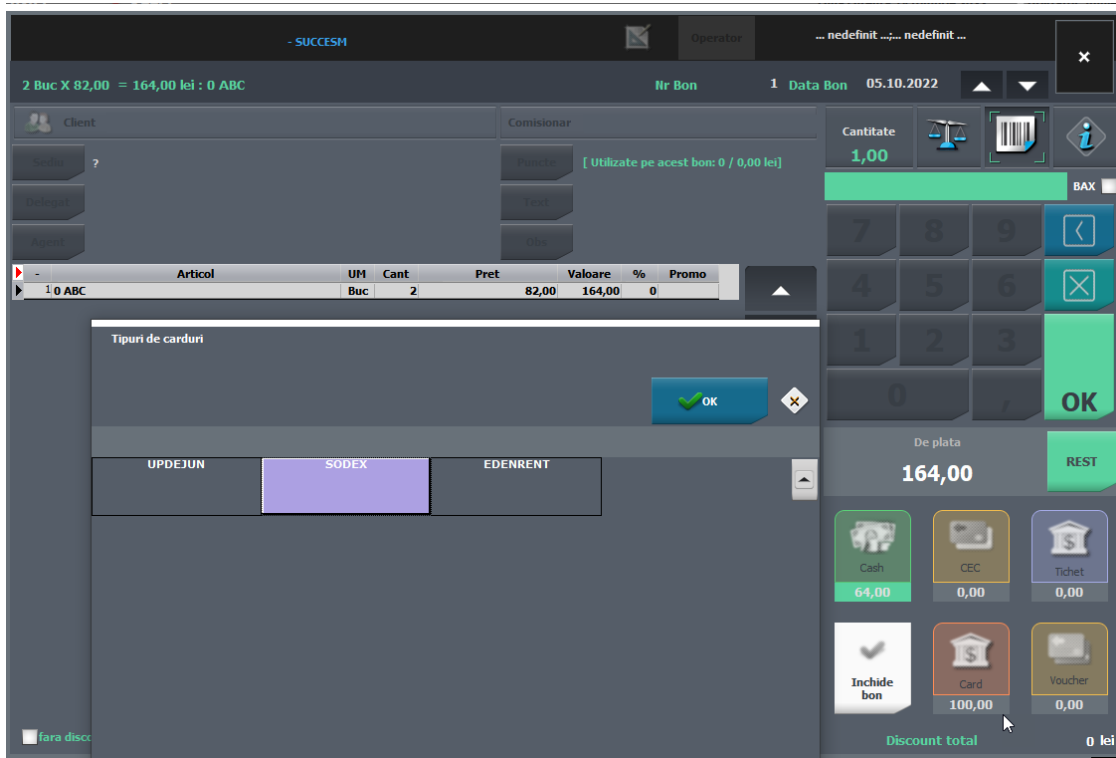 - SUCCESM
Operator
... nedefinit ...;... nedefinit ...
2 Buc X 82,00 = 164,00 lei : 0 ABC
Nr Bon 1 Data Bon 05.10.2022
Client
Comisionar
Cantitate
1,00
Sediu ?
Puncte [ Utilizate pe acest bon: 0 / 0,00 lei]
BAX
Delegat
Text
Agent
Obs
7 8 9
- Articol UM Cant Pret Valoare % Promo
1 0 ABC Buc 2 82,00 164,00 0
4 5 6
Tipuri de carduri
1 2 3
OK
0 ,
OK
De plata
164,00
REST
UPDEJUN SODEX EDENRENT
Cash
64,00
CEC
0,00
Tichet
0,00
Inchide
bon
Card
100,00
Voucher
0,00
fara disc
Discount total 0 lei